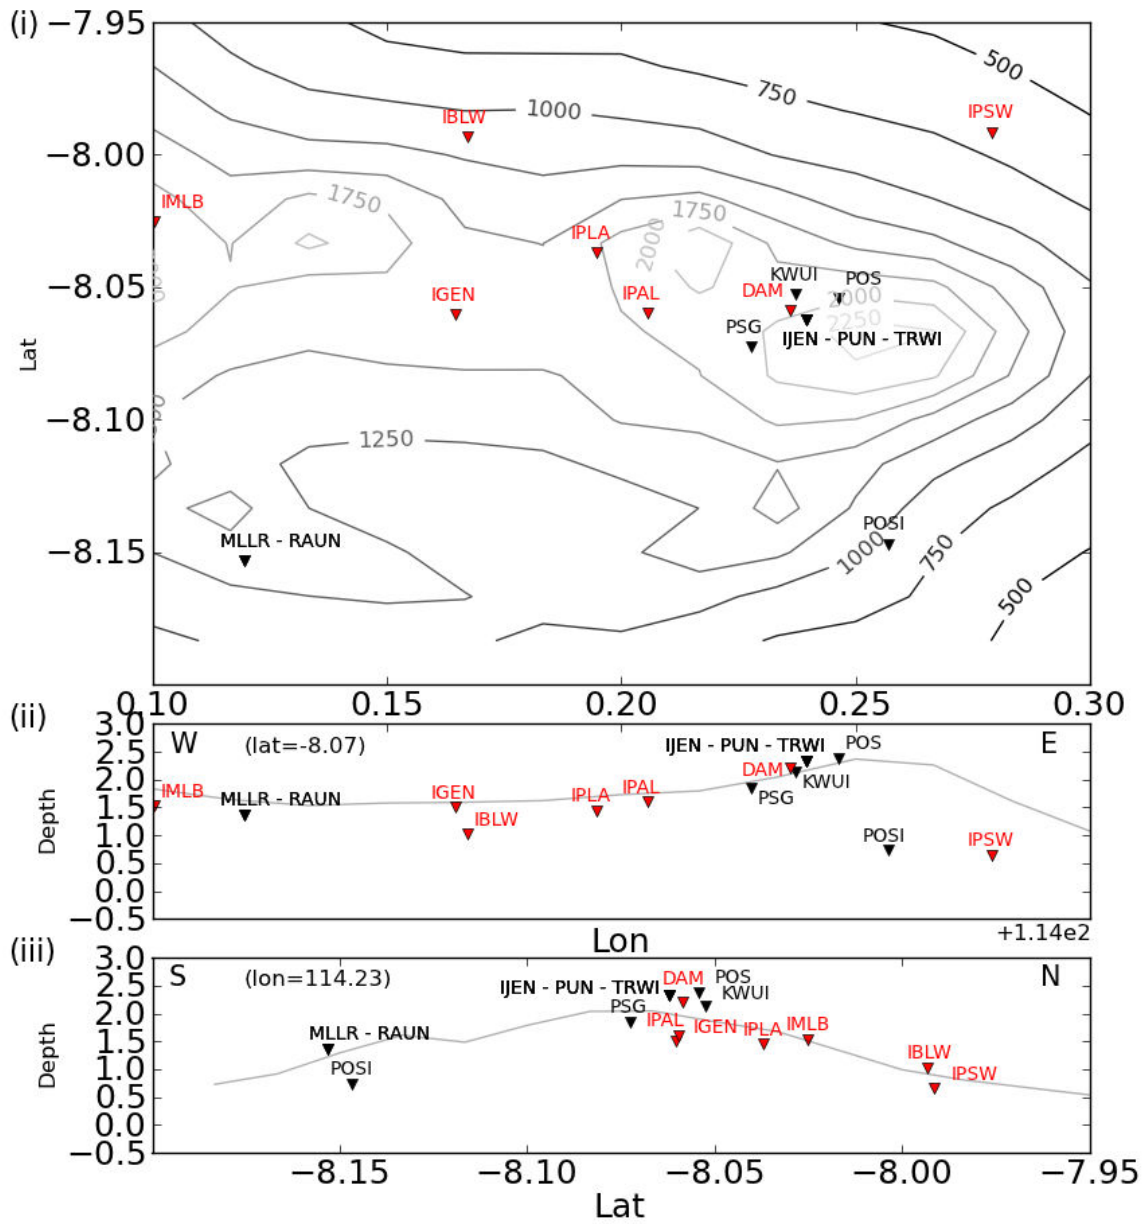 (i)
−7.95
500
750
IPSW
IBLW
1000
−8.00
1750
IMLB
1750
IPLA
2000
KWUI
POS
−8.05
IGEN
IPAL
DAM
2000
PSG
2250
IJEN - PUN - TRWI
Lat
−8.10
1250
POSI
MLLR - RAUN
−8.15
1000
750
500
0.10 0.15 0.20 0.25 0.30
(ii)
3.0
W
(lat=-8.07)
IJEN - PUN - TRWI
POS
E
2.5
DAM
2.0
IMLB
IGEN
IPAL
KWUI
MLLR - RAUN
IPLA
PSG
1.5
IBLW
1.0
POSI
IPSW
0.5
0.0
−0.5
Depth
Lon
+1.14e2
(iii)
3.0
S
(lon=114.23)
DAM
POS
N
2.5
IJEN - PUN - TRWI
KWUI
2.0
PSG
IPAL
IGEN
IPLA
IMLB
MLLR - RAUN
1.5
IBLW
1.0
POSI
IPSW
0.5
0.0
−0.5
Depth
−8.15 −8.10 −8.05 −8.00 −7.95
Lat